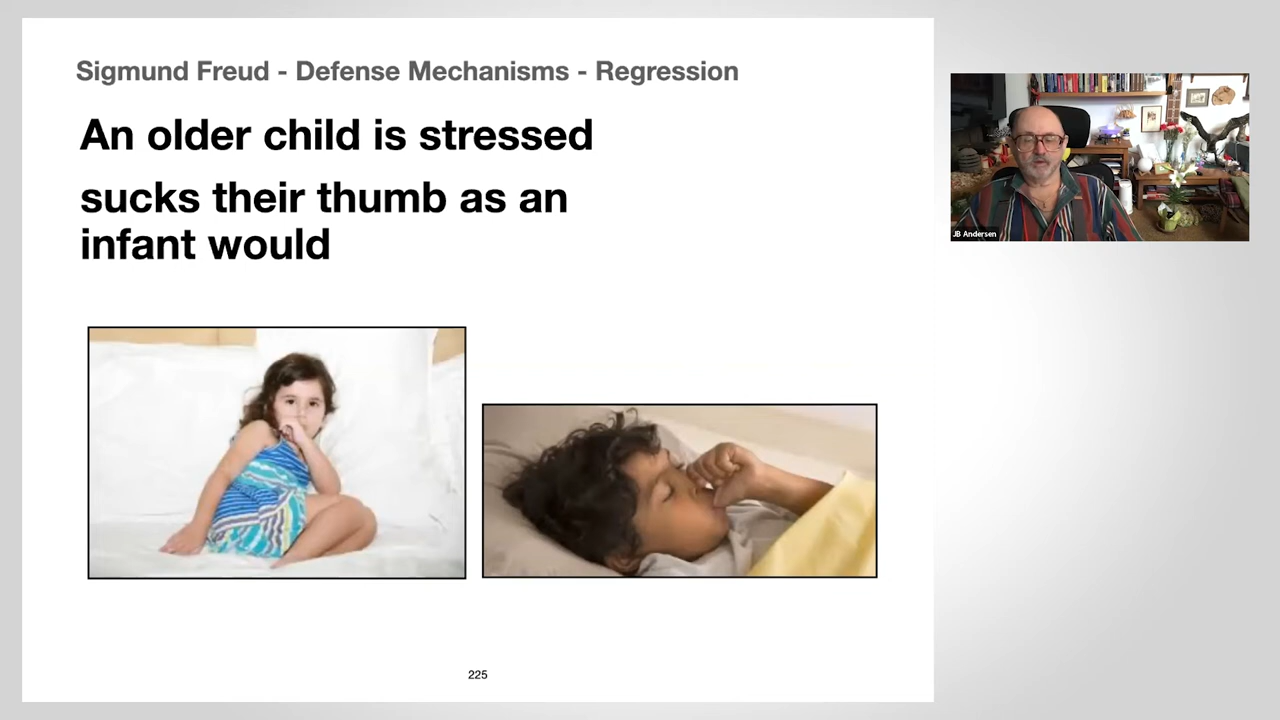 Sigmund Freud - Defense Mechanisms - Regression
An older child is stressed
sucks their thumb as an
infant would
JB Andersen
225